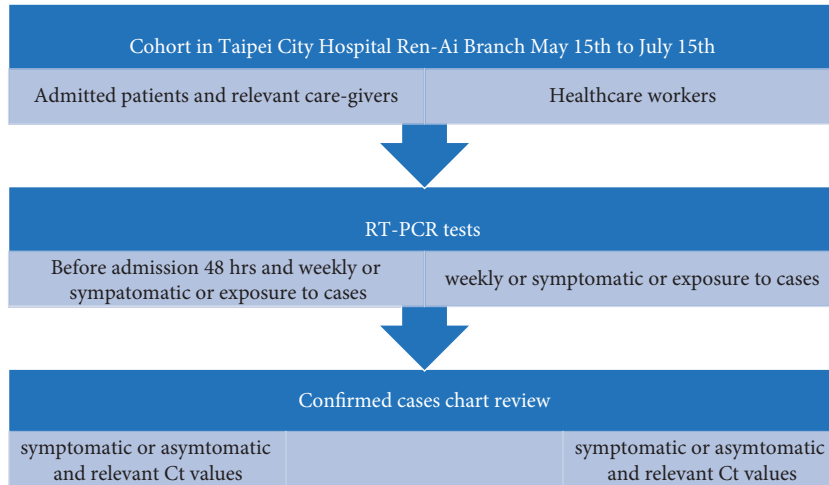 Cohort in Taipei City Hospital Ren-Ai Branch May 15th to July 15th
Admitted patients and relevant care-givers
Healthcare workers
RT-PCR tests
Before admission 48 hrs and weekly or
sympatomatic or exposure to cases
weekly or symptomatic or exposure to cases
Confirmed cases chart review
symptomatic or asymtomatic
and relevant Ct values
symptomatic or asymtomatic
and relevant Ct values